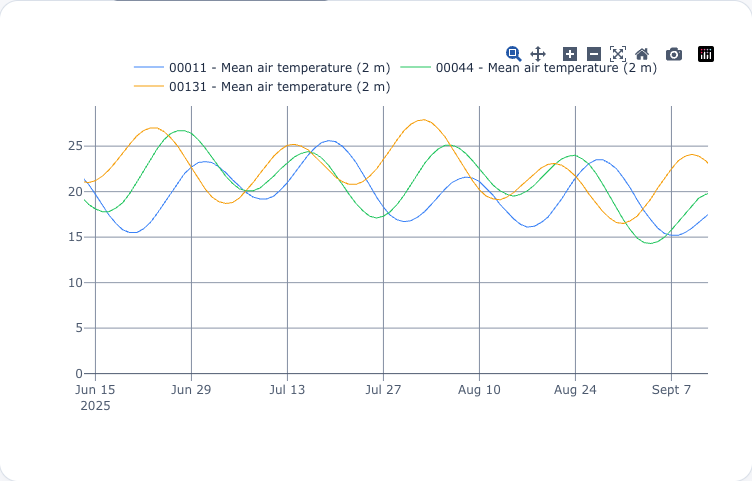 00011 - Mean air temperature (2 m) 00044 - Mean air temperature (2 m)
00131 - Mean air temperature (2 m)
25
20
15
10
5
0
Jun 15 Jun 29 Jul 13 Jul 27 Aug 10 Aug 24 Sept 7
2025